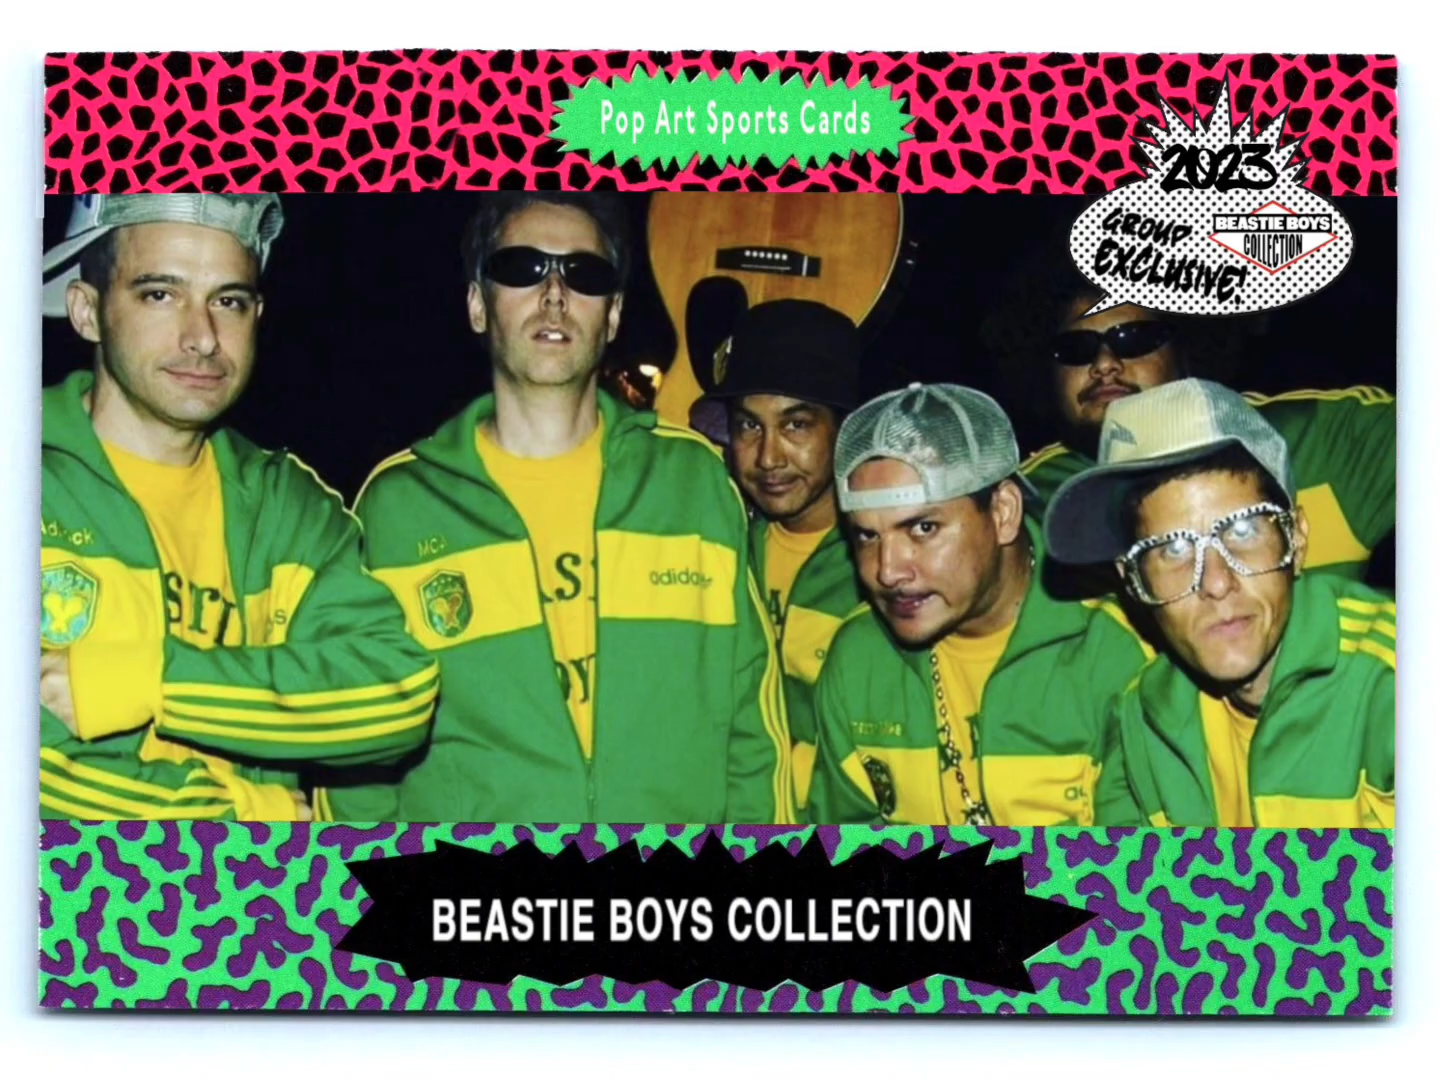 Pop Art Sports Cards
2023
GROUP
EXCLUSIVE!
BEASTIE BOYS
COLLECTION
MCA
adidas
BEASTIE BOYS COLLECTION